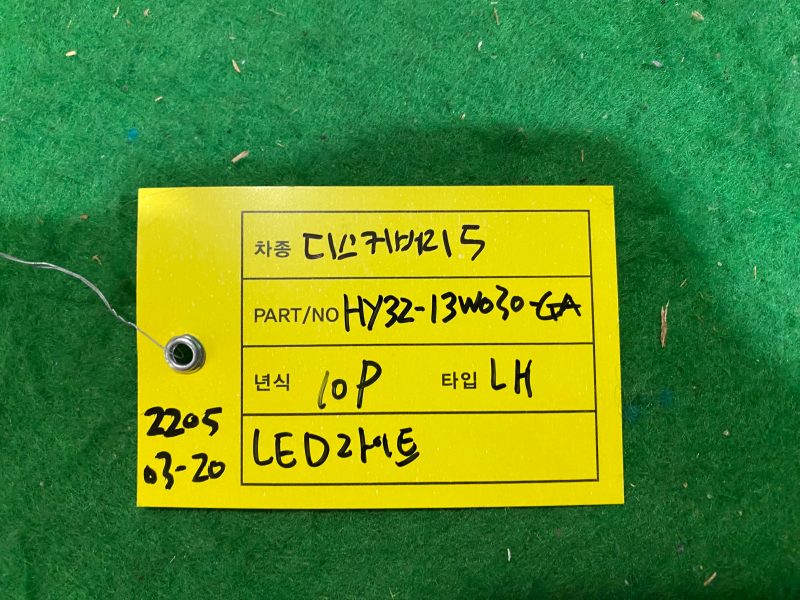 차종 디스커버리5
PART/NO HY32-13W030-GA
년식 10P 타입 LH
LED라이트
2205
03-20